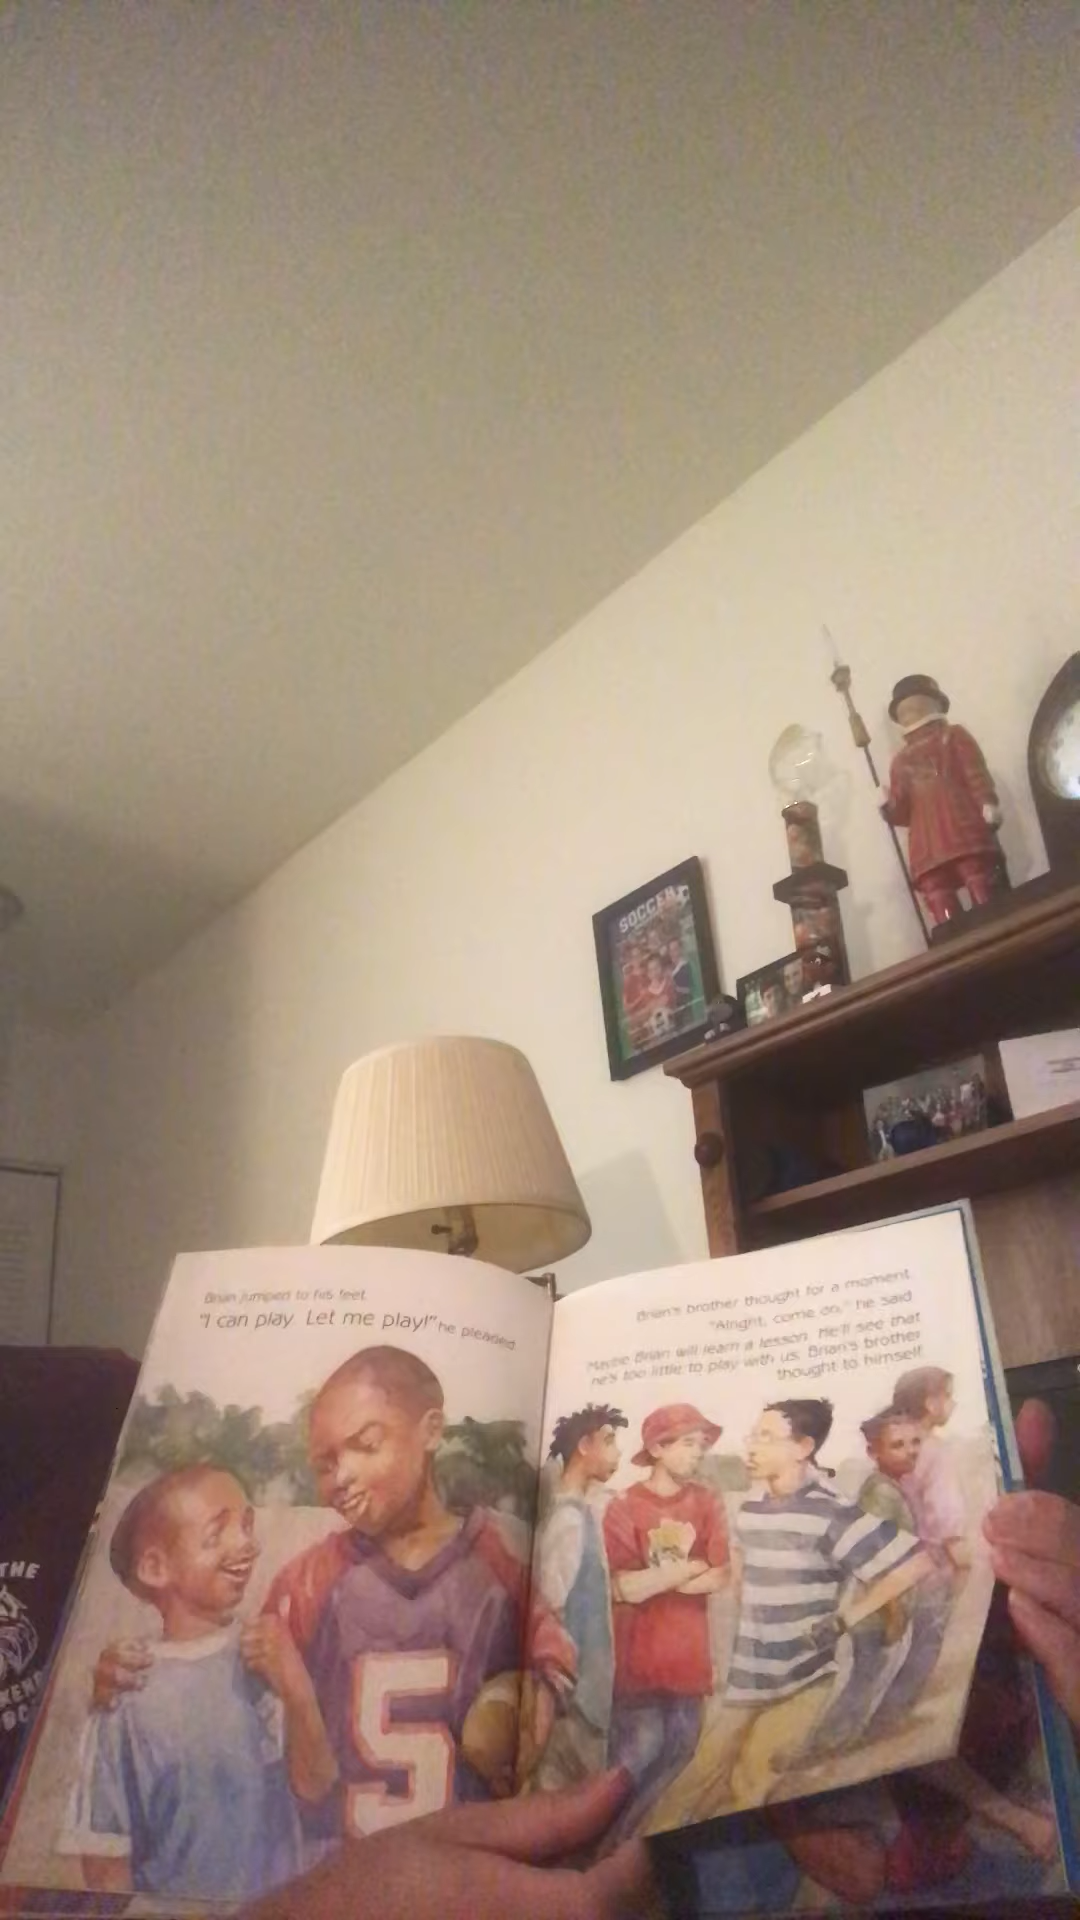 SOCCER
Brian jumped to his feet.
"I can play. Let me play!" he pleaded.
Brian's brother thought for a moment.
"Alright, come on," he said.
Maybe Brian will learn a lesson. He'll see that
he's too little to play with us, Brian's brother
thought to himself.
5
THE